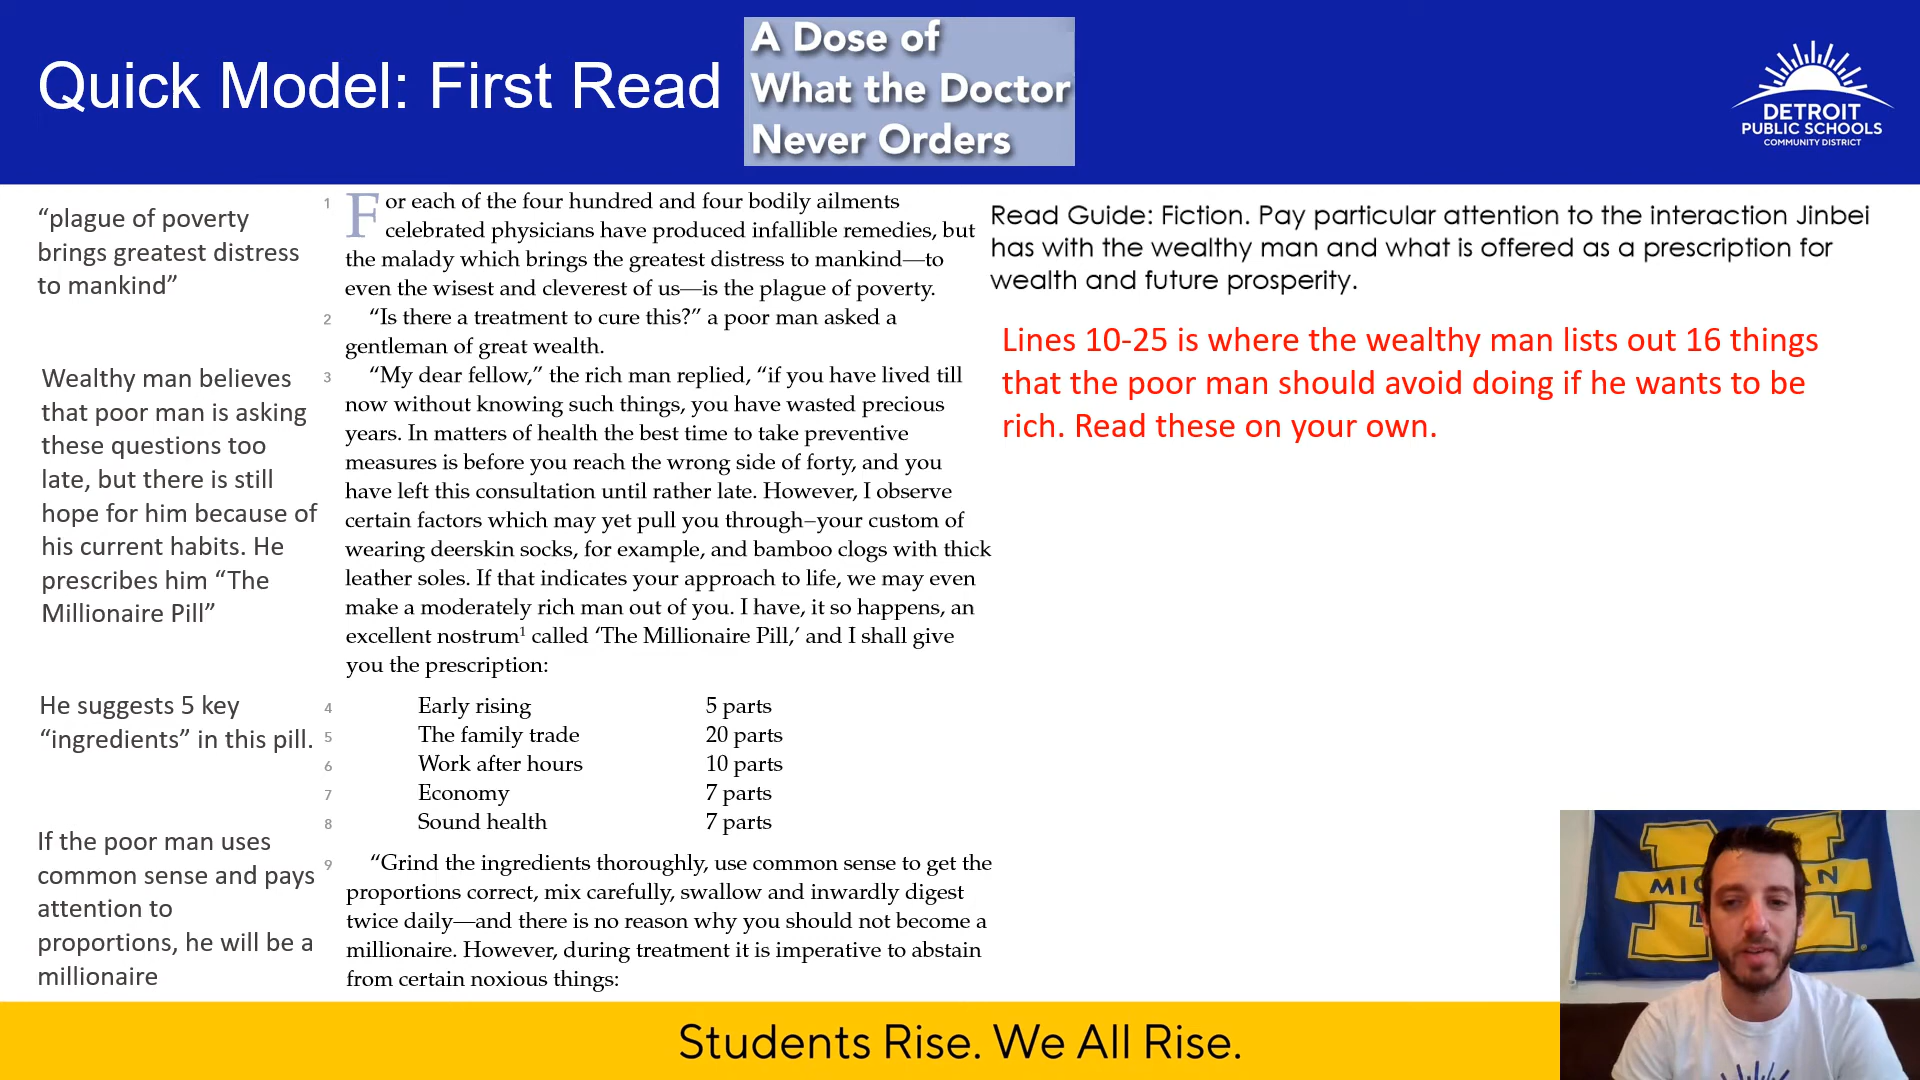 Quick Model: First Read
A Dose of
What the Doctor
Never Orders
DETROIT
PUBLIC SCHOOLS
COMMUNITY DISTRICT
“plague of poverty
brings greatest distress
to mankind”
Wealthy man believes
that poor man is asking
these questions too
late, but there is still
hope for him because of
his current habits. He
prescribes him “The
Millionaire Pill”
He suggests 5 key
“ingredients” in this pill.
If the poor man uses
common sense and pays
attention to
proportions, he will be a
millionaire
1 For each of the four hundred and four bodily ailments
celebrated physicians have produced infallible remedies, but
the malady which brings the greatest distress to mankind—to
even the wisest and cleverest of us—is the plague of poverty.
2 “Is there a treatment to cure this?” a poor man asked a
gentleman of great wealth.
3 “My dear fellow,” the rich man replied, “if you have lived till
now without knowing such things, you have wasted precious
years. In matters of health the best time to take preventive
measures is before you reach the wrong side of forty, and you
have left this consultation until rather late. However, I observe
certain factors which may yet pull you through–your custom of
wearing deerskin socks, for example, and bamboo clogs with thick
leather soles. If that indicates your approach to life, we may even
make a moderately rich man out of you. I have, it so happens, an
excellent nostrum¹ called ‘The Millionaire Pill,’ and I shall give
you the prescription:
4 Early rising 5 parts
5 The family trade 20 parts
6 Work after hours 10 parts
7 Economy 7 parts
8 Sound health 7 parts
9 “Grind the ingredients thoroughly, use common sense to get the
proportions correct, mix carefully, swallow and inwardly digest
twice daily—and there is no reason why you should not become a
millionaire. However, during treatment it is imperative to abstain
from certain noxious things:
Read Guide: Fiction. Pay particular attention to the interaction Jinbei
has with the wealthy man and what is offered as a prescription for
wealth and future prosperity.
Lines 10-25 is where the wealthy man lists out 16 things
that the poor man should avoid doing if he wants to be
rich. Read these on your own.
Students Rise. We All Rise.